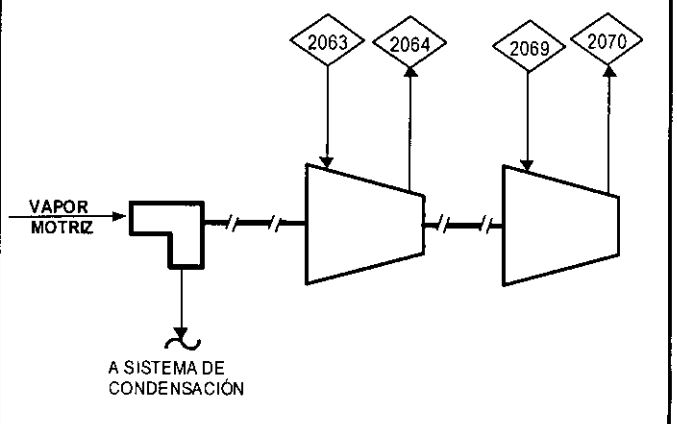 2063
2064
2069
2070
VAPOR
MOTRIZ
A SISTEMA DE
CONDENSACIÓN